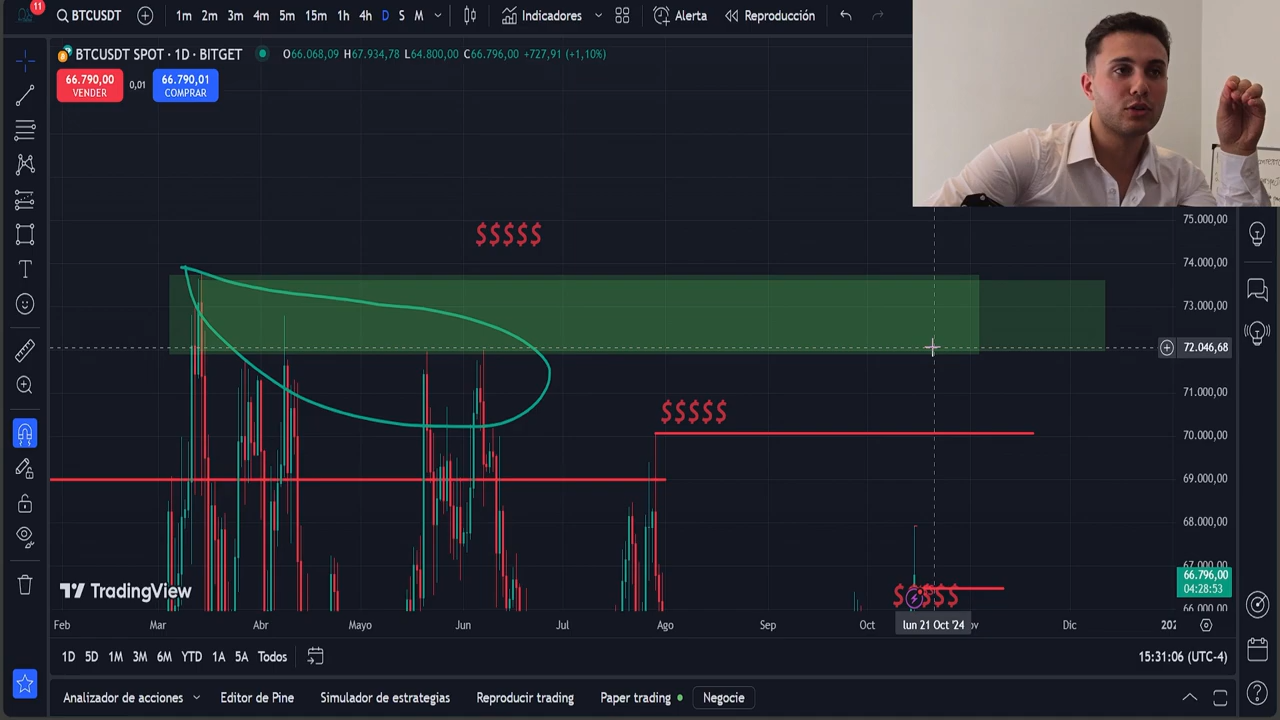 11
BTCUSDT
1m 2m 3m 4m 5m 15m 1h 4h D S M
Indicadores
Alerta
Reproducción
BTCUSDT SPOT · 1D · BITGET
O66.068,09 H67.934,78 L64.800,00 C66.796,00 +727,91 (+1,10%)
66.790,00
VENDER
0,01
66.790,01
COMPRAR
$$$$$
$$$$$
$$$$$
75.000,00
74.000,00
73.000,00
72.046,68
71.000,00
70.000,00
69.000,00
68.000,00
67.000,00
66.796,00
04:28:53
66.000,00
TradingView
Feb Mar Abr Mayo Jun Jul Ago Sep Oct lun 21 Oct '24 Dic
1D 5D 1M 3M 6M YTD 1A 5A Todos
15:31:06 (UTC-4)
Analizador de acciones Editor de Pine Simulador de estrategias Reproducir trading Paper trading Negocie